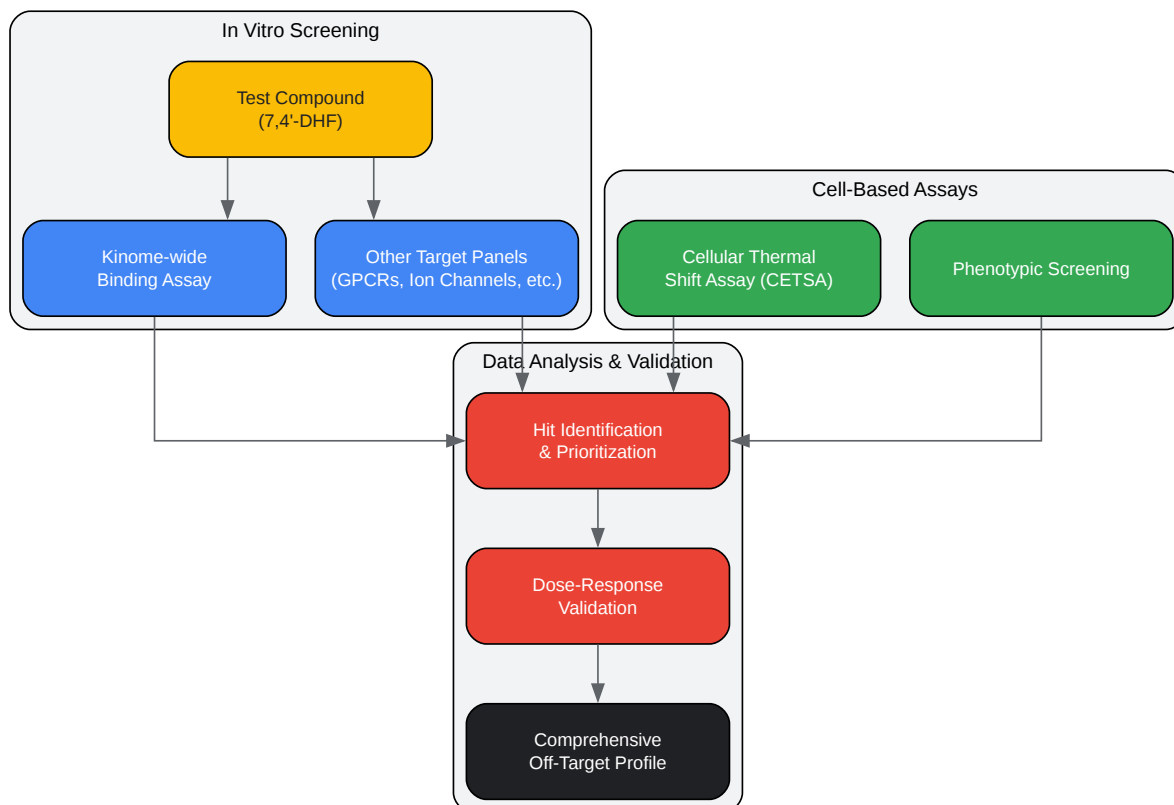 In Vitro Screening
Test Compound
(7,4'-DHF)
Kinome-wide
Binding Assay
Other Target Panels
(GPCRs, Ion Channels, etc.)
Cell-Based Assays
Cellular Thermal
Shift Assay (CETSA)
Phenotypic Screening
Data Analysis & Validation
Hit Identification
& Prioritization
Dose-Response
Validation
Comprehensive
Off-Target Profile